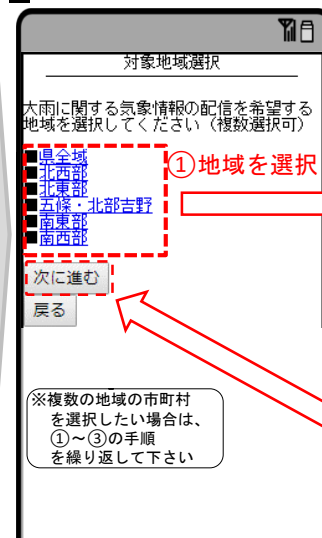 対象地域選択
大雨に関する気象情報の配信を希望する
地域を選択してください（複数選択可）
■県全域
■北西部
■北東部
■五條・北部吉野
■南東部
■南西部
①地域を選択
次に進む
戻る
※複数の地域の市町村
を選択したい場合は、
①～③の手順
を繰り返して下さい